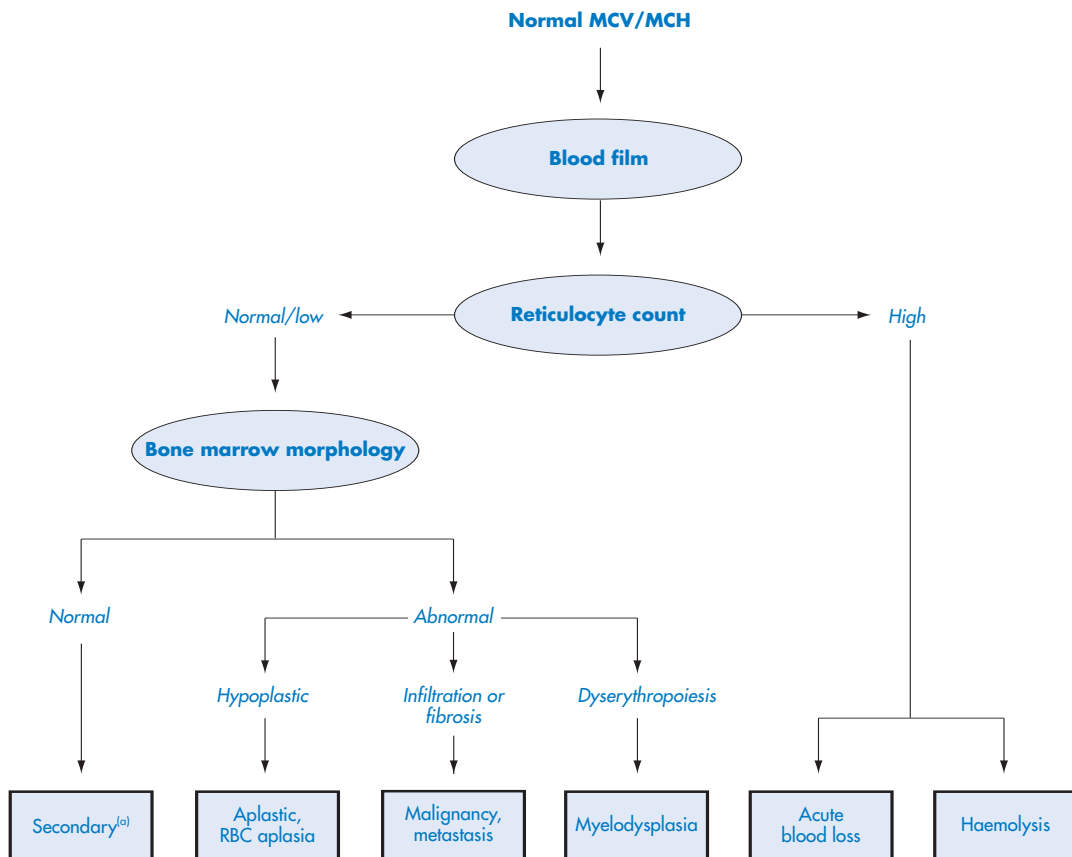 Normal MCV/MCH
Blood film
Reticulocyte count
Normal/low
High
Bone marrow morphology
Normal
Abnormal
Hypoplastic
Infiltration or
fibrosis
Dyserythropoiesis
Secondary(a)
Aplastic,
RBC aplasia
Malignancy,
metastasis
Myelodysplasia
Acute
blood loss
Haemolysis